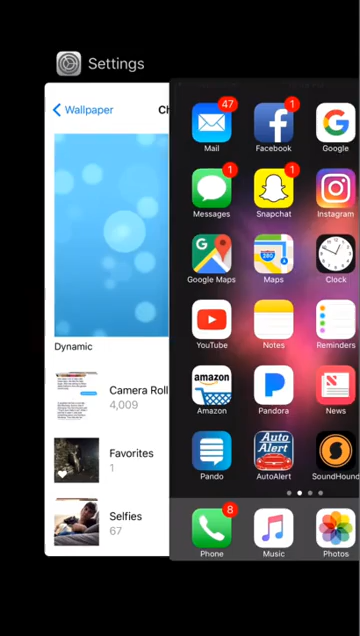 Settings
Wallpaper
Ch
Dynamic
Camera Roll
4,009
Favorites
1
Selfies
67
47
1
Mail
Facebook
Google
1
1
Messages
Snapchat
Instagram
280
Google Maps
Maps
Clock
YouTube
Notes
Reminders
amazon
Amazon
Pandora
News
Auto
Alert
Pando
AutoAlert
SoundHound
8
Phone
Music
Photos